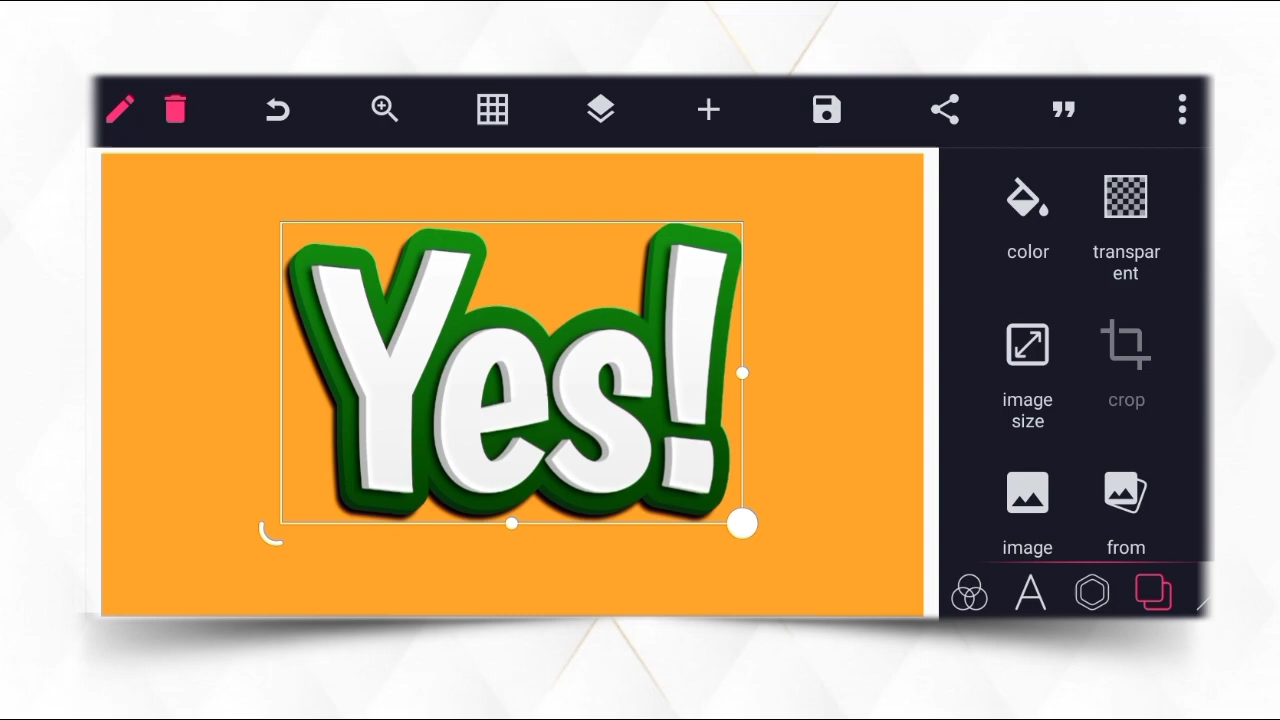 Yes!
color
transpar
ent
image
size
crop
image
from